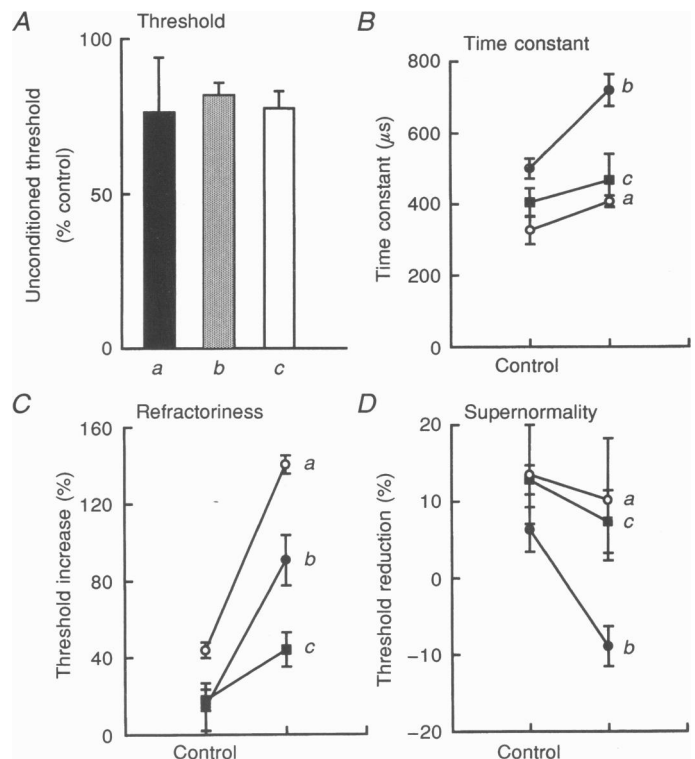 A
Threshold
Unconditioned threshold
(% control)
100
50
0
a b c
B
Time constant
Time constant (μs)
800
600
400
200
0
b
c
a
Control
C
Refractoriness
Threshold increase (%)
160
120
80
40
0
a
b
c
Control
D
Supernormality
Threshold reduction (%)
20
10
0
−10
−20
a
c
b
Control